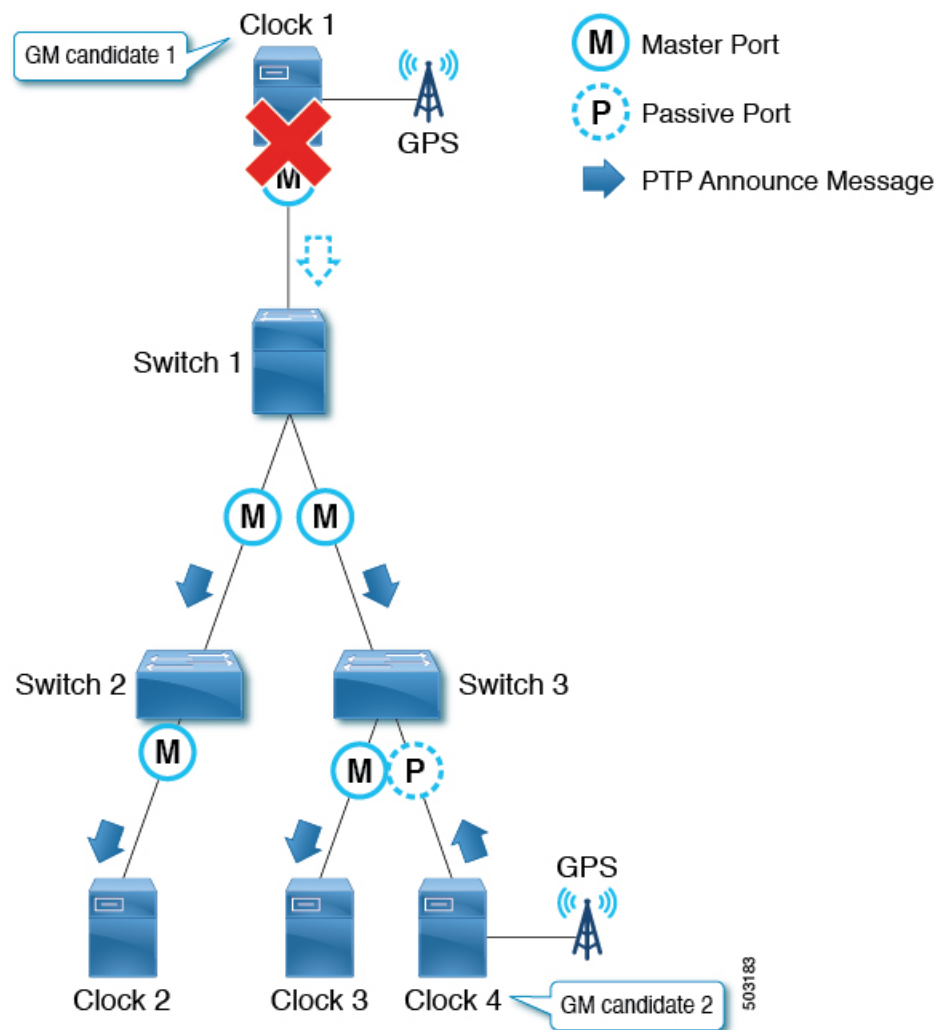 Clock 1
GM candidate 1
M
GPS
M Master Port
P Passive Port
PTP Announce Message
Switch 1
M M
Switch 2
Switch 3
M
M P
GPS
Clock 2
Clock 3
Clock 4
GM candidate 2
503183